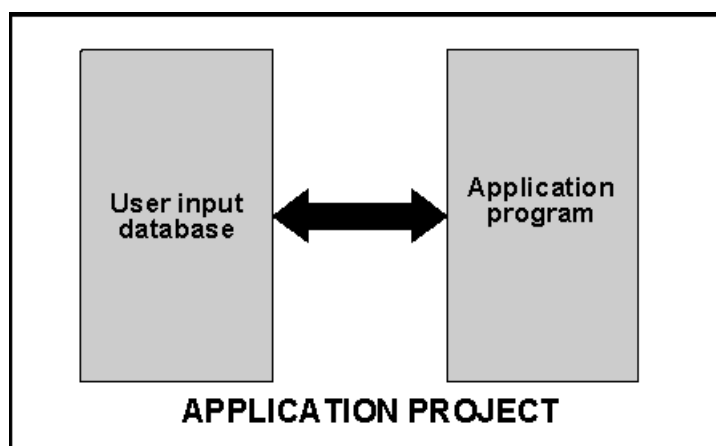 User input
database
Application
program
APPLICATION PROJECT